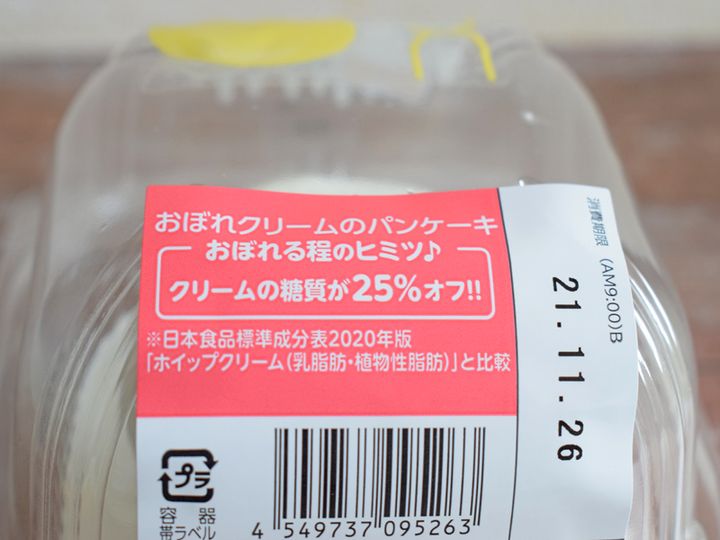 おぼれクリームのパンケーキ
おぼれる程のヒミツ♪
クリームの糖質が25%オフ!!
※日本食品標準成分表2020年版
「ホイップクリーム(乳脂肪・植物性脂肪)」と比較
消費期限 (AM9:00)B
21.11.26
プラ
容器
帯ラベル
4 549737 095263